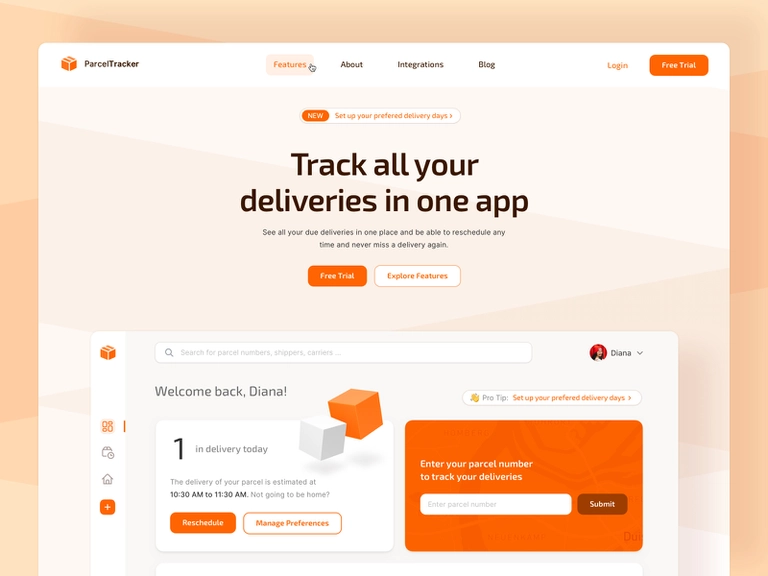 ParcelTracker
Features
About
Integrations
Blog
Login
Free Trial
NEW
Set up your prefered delivery days ›
Track all your
deliveries in one app
See all your due deliveries in one place and be able to reschedule any
time and never miss a delivery again.
Free Trial
Explore Features
Search for parcel numbers, shippers, carriers ...
Diana
Welcome back, Diana!
Pro Tip: Set up your prefered delivery days ›
1 in delivery today
The delivery of your parcel is estimated at
10:30 AM to 11:30 AM. Not going to be home?
Reschedule
Manage Preferences
Enter your parcel number
to track your deliveries
Enter parcel number
Submit